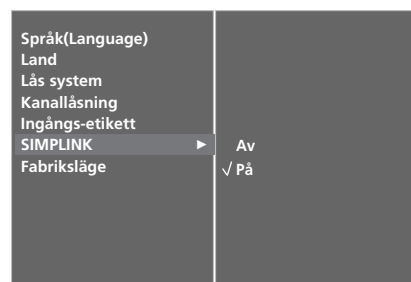 Språk(Language)
Land
Lås system
Kanallåsning
Ingångs-etikett
SIMPLINK ►
Fabriksläge
Av
√ På